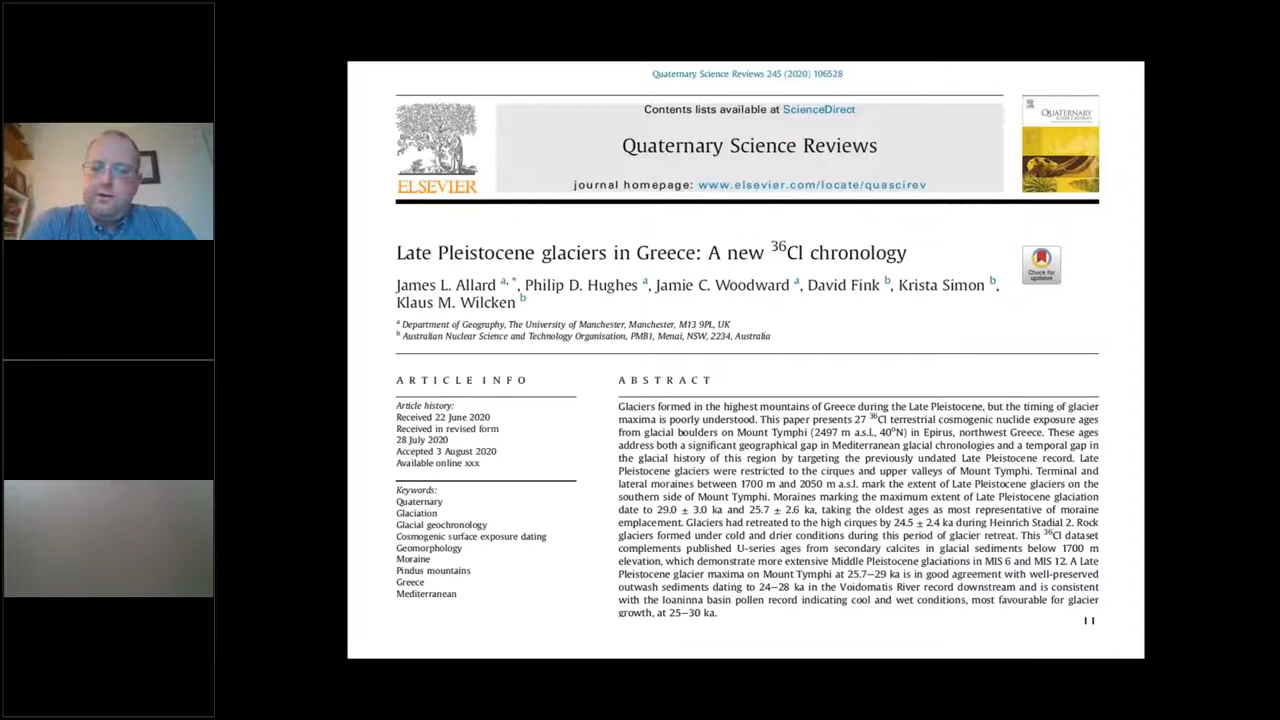 Quaternary Science Reviews 245 (2020) 106528
Contents lists available at ScienceDirect
Quaternary Science Reviews
journal homepage: www.elsevier.com/locate/quascirev
ELSEVIER
QUATERNARY
Late Pleistocene glaciers in Greece: A new ³⁶Cl chronology
Check for
updates
James L. Allard a, *, Philip D. Hughes a, Jamie C. Woodward a, David Fink b, Krista Simon b,
Klaus M. Wilcken b
a Department of Geography, The University of Manchester, Manchester, M13 9PL, UK
b Australian Nuclear Science and Technology Organisation, PMB1, Menai, NSW, 2234, Australia
ARTICLE INFO
Article history:
Received 22 June 2020
Received in revised form
28 July 2020
Accepted 3 August 2020
Available online xxx
Keywords:
Quaternary
Glaciation
Glacial geochronology
Cosmogenic surface exposure dating
Geomorphology
Moraine
Pindus mountains
Greece
Mediterranean
ABSTRACT
Glaciers formed in the highest mountains of Greece during the Late Pleistocene, but the timing of glacier
maxima is poorly understood. This paper presents 27 ³⁶Cl terrestrial cosmogenic nuclide exposure ages
from glacial boulders on Mount Tymphi (2497 m a.s.l., 40°N) in Epirus, northwest Greece. These ages
address both a significant geographical gap in Mediterranean glacial chronologies and a temporal gap in
the glacial history of this region by targeting the previously undated Late Pleistocene record. Late
Pleistocene glaciers were restricted to the cirques and upper valleys of Mount Tymphi. Terminal and
lateral moraines between 1700 m and 2050 m a.s.l. mark the extent of Late Pleistocene glaciers on the
southern side of Mount Tymphi. Moraines marking the maximum extent of Late Pleistocene glaciation
date to 29.0 ± 3.0 ka and 25.7 ± 2.6 ka, taking the oldest ages as most representative of moraine
emplacement. Glaciers had retreated to the high cirques by 24.5 ± 2.4 ka during Heinrich Stadial 2. Rock
glaciers formed under cold and drier conditions during this period of glacier retreat. This ³⁶Cl dataset
complements published U-series ages from secondary calcites in glacial sediments below 1700 m
elevation, which demonstrate more extensive Middle Pleistocene glaciations in MIS 6 and MIS 12. A Late
Pleistocene glacier maxima on Mount Tymphi at 25.7–29 ka is in good agreement with well-preserved
outwash sediments dating to 24–28 ka in the Voidomatis River record downstream and is consistent
with the Ioaninna basin pollen record indicating cool and wet conditions, most favourable for glacier
growth, at 25–30 ka.